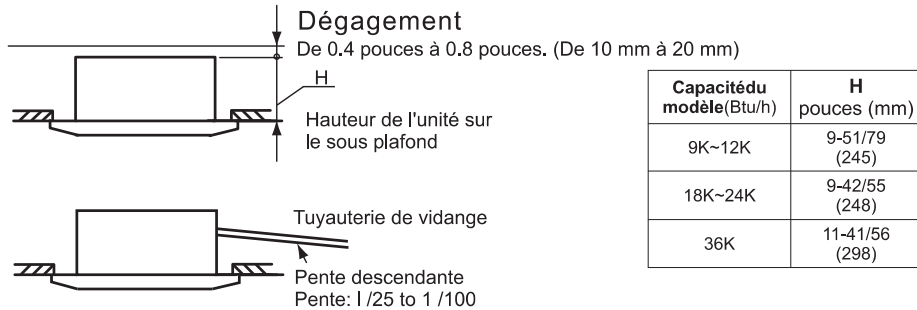 Dégagement
De 0.4 pouces à 0.8 pouces. (De 10 mm à 20 mm)
H
Hauteur de l'unité sur
le sous plafond
Capacitédu
modèle(Btu/h)
H
pouces (mm)
9K~12K
9-51/79
(245)
18K~24K
9-42/55
(248)
36K
11-41/56
(298)
Tuyauterie de vidange
Pente descendante
Pente: l /25 to 1 /100